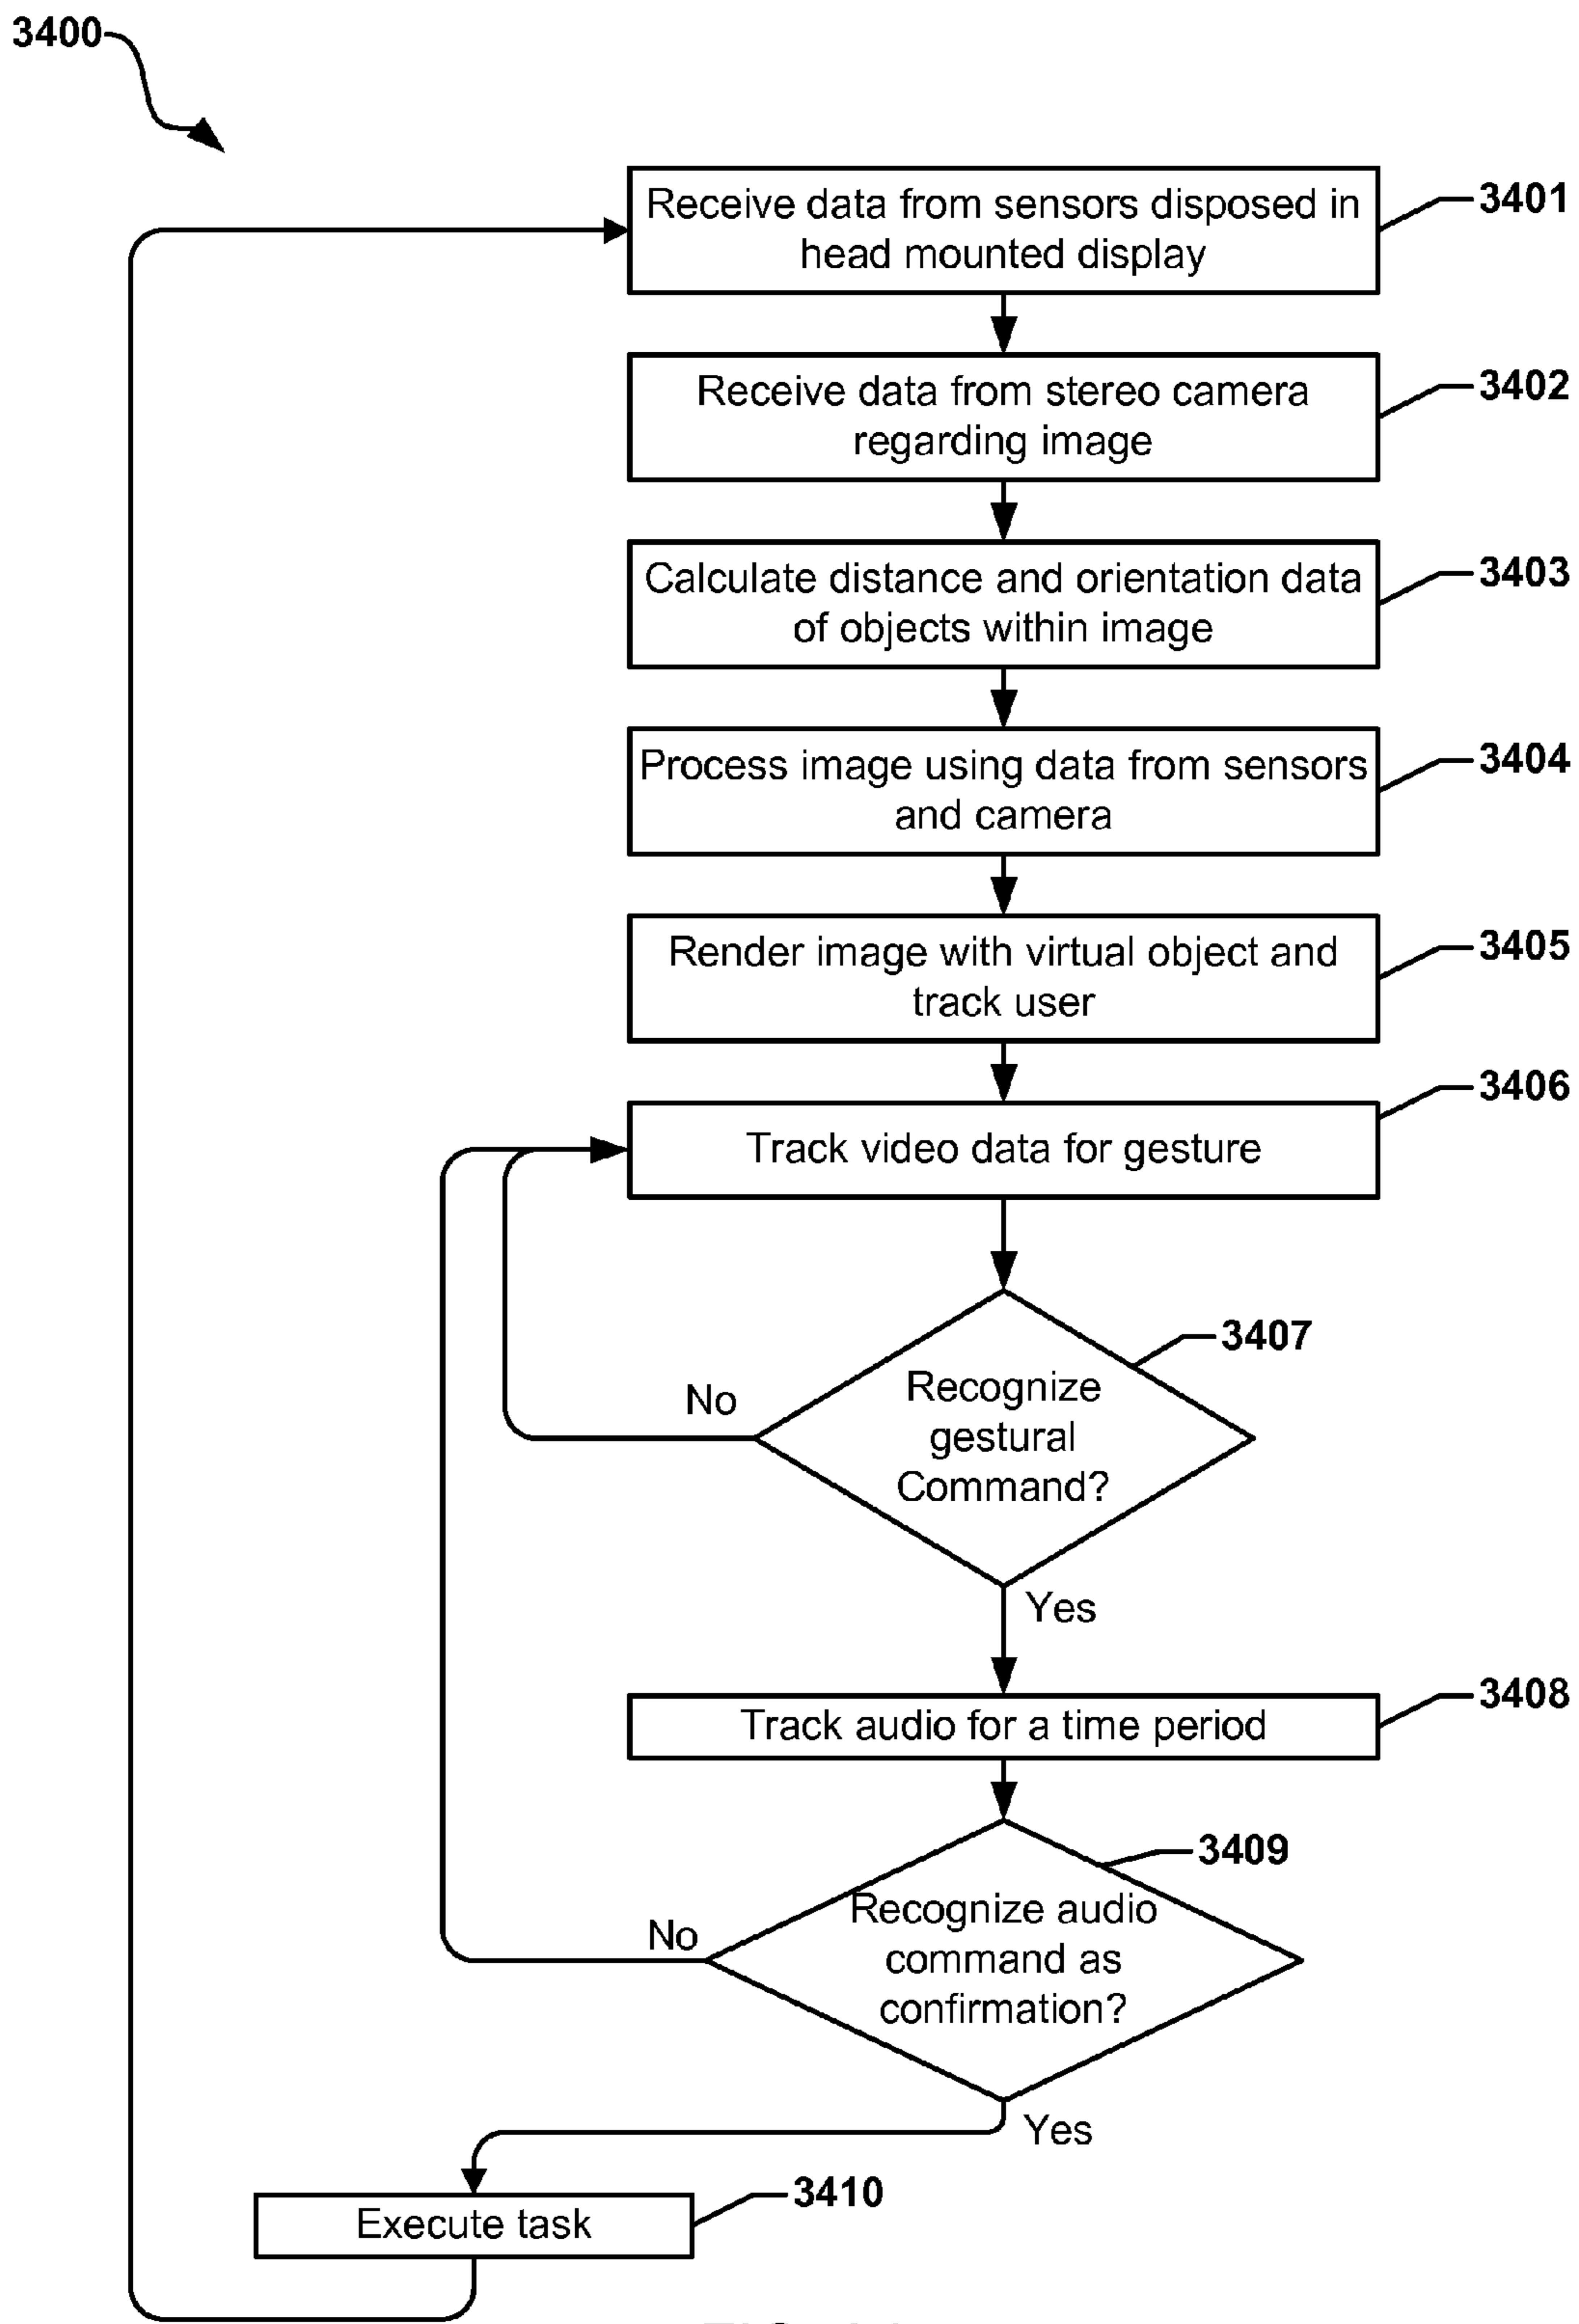 3400
Receive data from sensors disposed in
head mounted display
3401
Receive data from stereo camera
regarding image
3402
Calculate distance and orientation data
of objects within image
3403
Process image using data from sensors
and camera
3404
Render image with virtual object and
track user
3405
3406
Track video data for gesture
3407
Recognize
gestural
Command?
No
Yes
3408
Track audio for a time period
3409
Recognize audio
command as
confirmation?
No
Yes
3410
Execute task